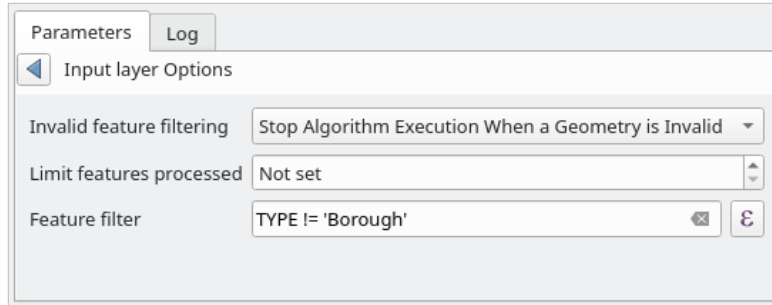 Parameters Log
Input layer Options
Invalid feature filtering Stop Algorithm Execution When a Geometry is Invalid
Limit features processed Not set
Feature filter TYPE != 'Borough' ε